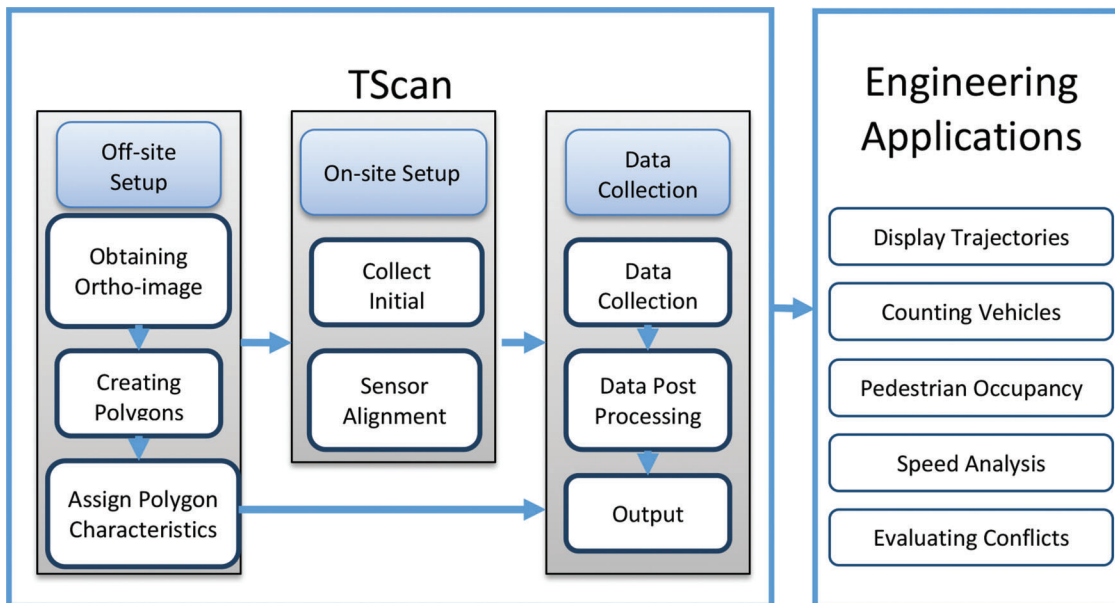 TScan
Off-site
Setup
Obtaining
Ortho-image
Creating
Polygons
Assign Polygon
Characteristics
On-site Setup
Collect
Initial
Sensor
Alignment
Data
Collection
Data
Collection
Data Post
Processing
Output
Engineering
Applications
Display Trajectories
Counting Vehicles
Pedestrian Occupancy
Speed Analysis
Evaluating Conflicts